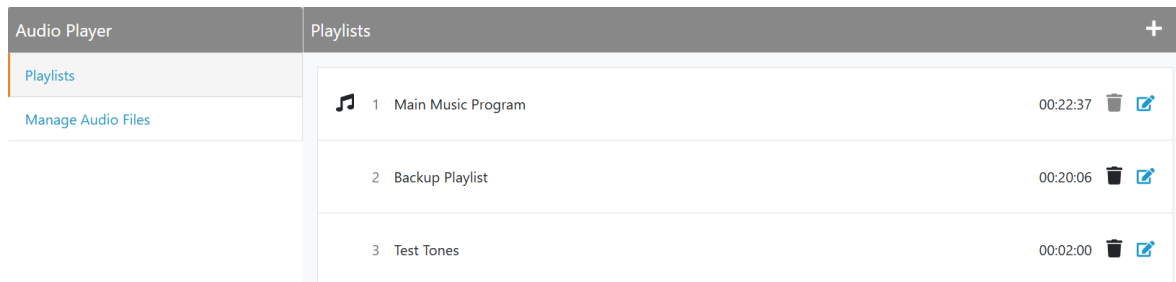 Audio Player
Playlists
Manage Audio Files
Playlists
1 Main Music Program 00:22:37
2 Backup Playlist 00:20:06
3 Test Tones 00:02:00